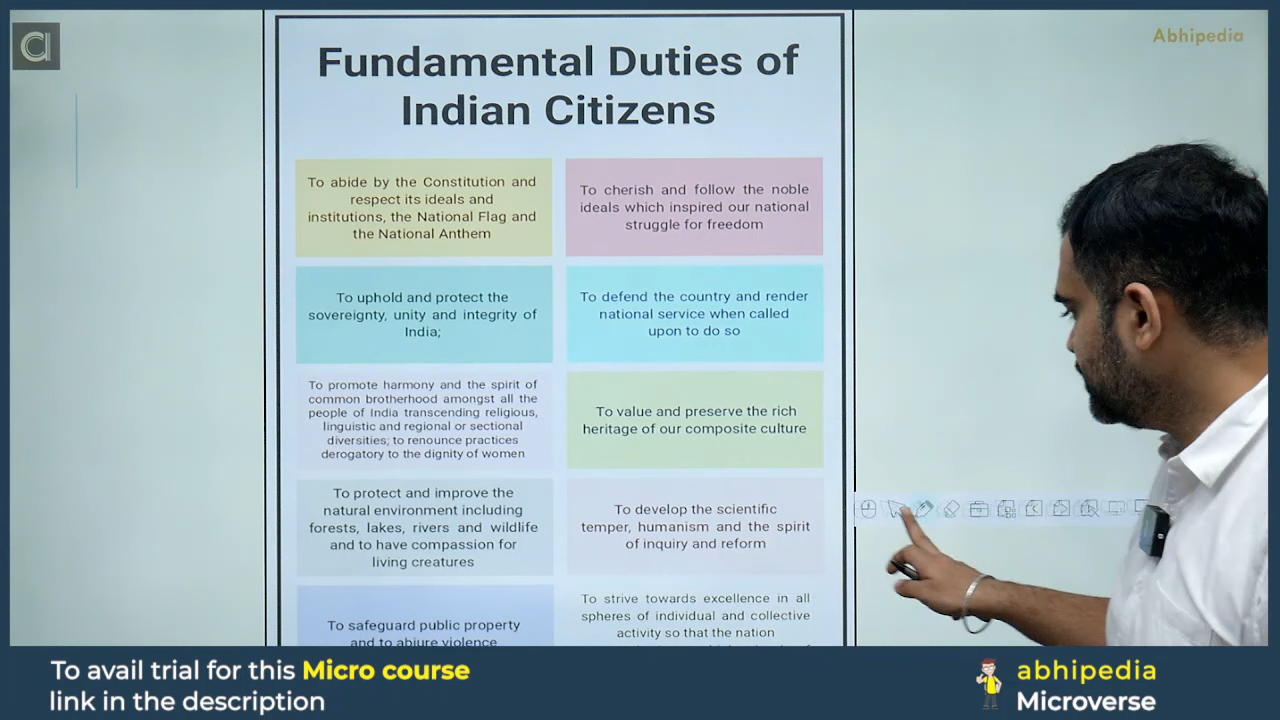 Abhipedia
Fundamental Duties of
Indian Citizens
To abide by the Constitution and
respect its ideals and
institutions, the National Flag and
the National Anthem
To cherish and follow the noble
ideals which inspired our national
struggle for freedom
To uphold and protect the
sovereignty, unity and integrity of
India;
To defend the country and render
national service when called
upon to do so
To promote harmony and the spirit of
common brotherhood amongst all the
people of India transcending religious,
linguistic and regional or sectional
diversities; to renounce practices
derogatory to the dignity of women
To value and preserve the rich
heritage of our composite culture
To protect and improve the
natural environment including
forests, lakes, rivers and wildlife
and to have compassion for
living creatures
To develop the scientific
temper, humanism and the spirit
of inquiry and reform
To safeguard public property
and to abjure violence
To strive towards excellence in all
spheres of individual and collective
activity so that the nation
To avail trial for this Micro course
link in the description
abhipedia
Microverse